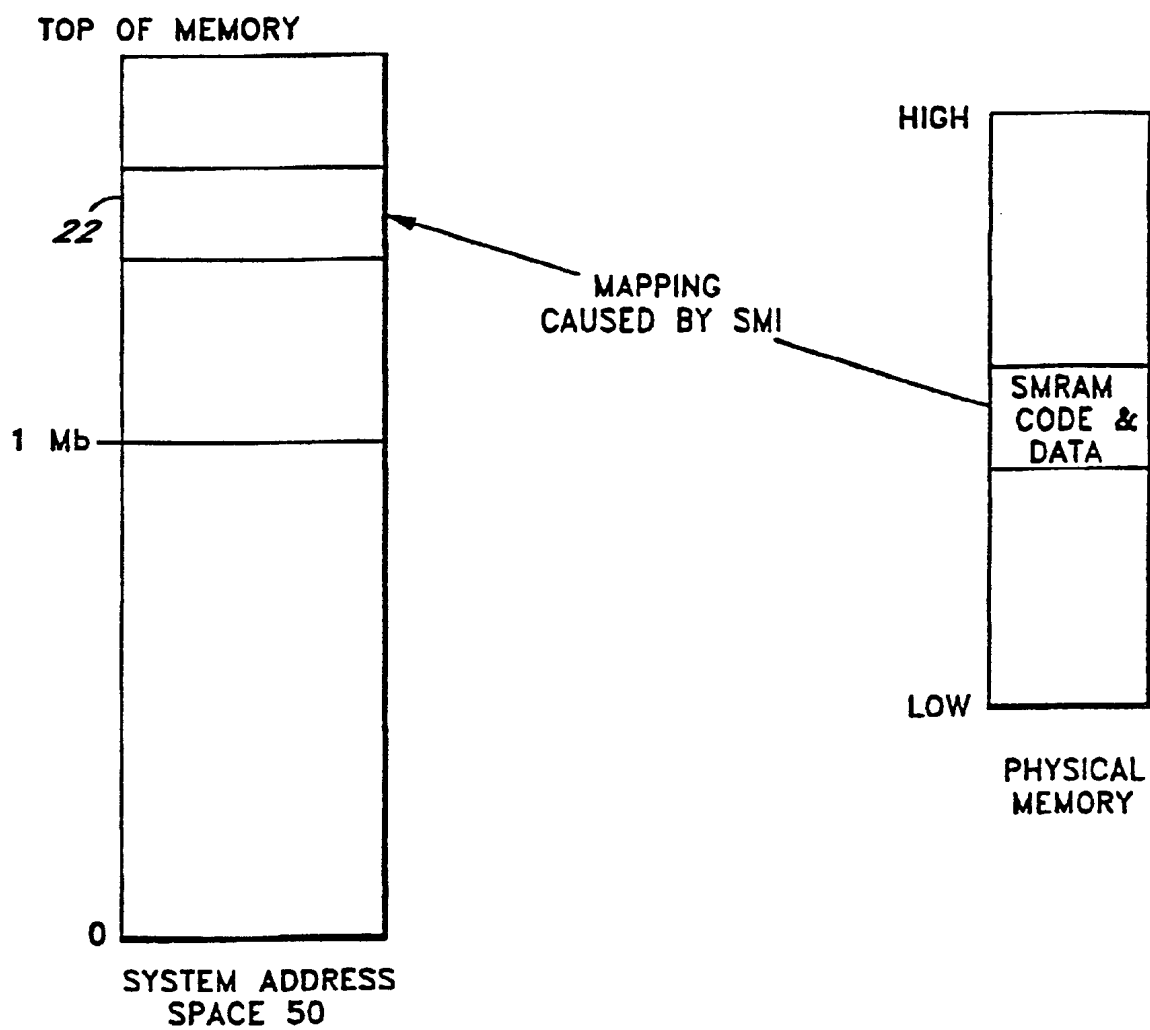 TOP OF MEMORY
HIGH
22
MAPPING
CAUSED BY SMI
SMRAM
CODE &
DATA
1 Mb
LOW
PHYSICAL
MEMORY
0
SYSTEM ADDRESS
SPACE 50